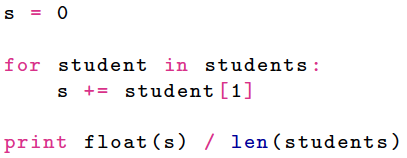 s = 0
for student in students:
    s += student[1]
print float(s) / len(students)